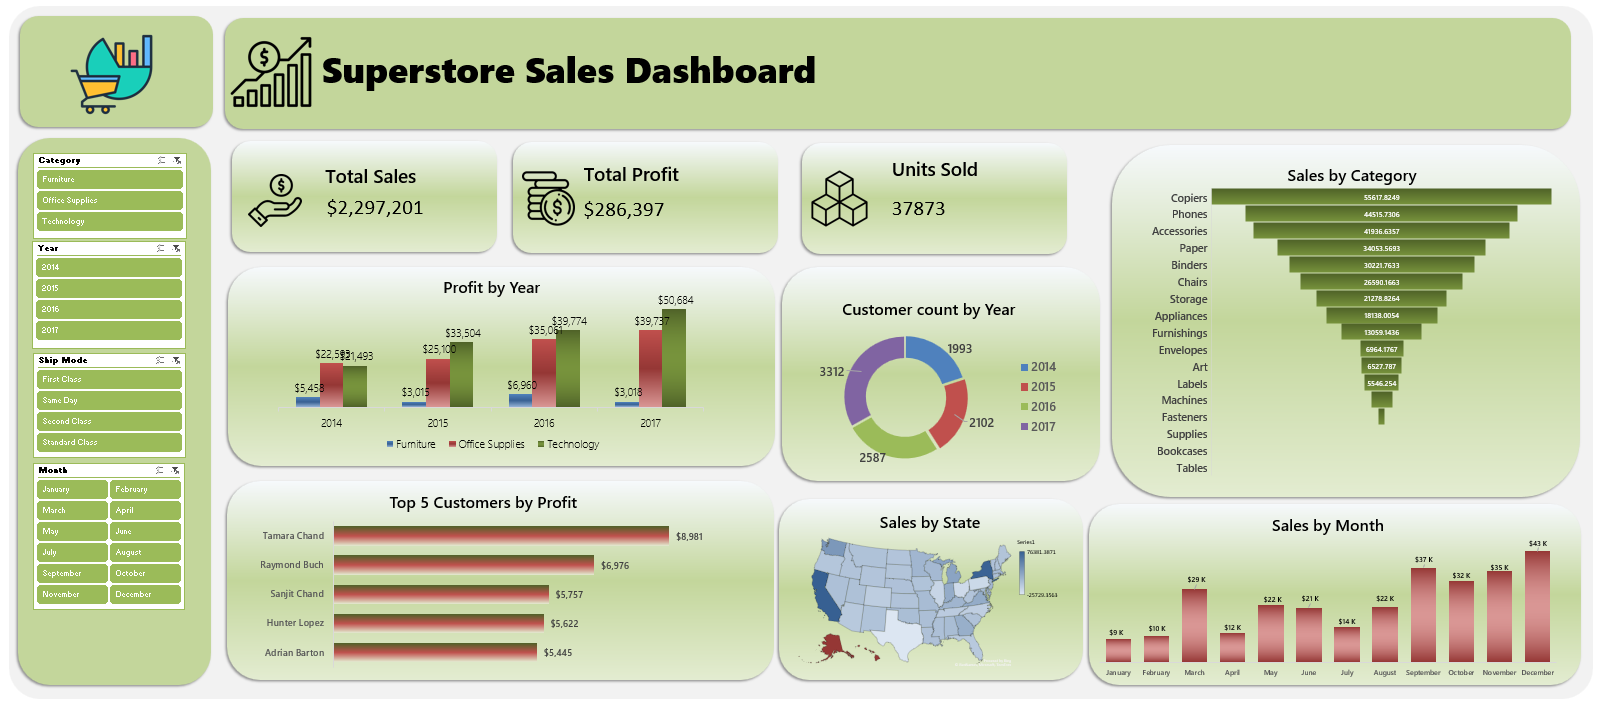 Superstore Sales Dashboard
Category
Furniture
Office Supplies
Technology
Year
2014
2015
2016
2017
Ship Mode
First Class
Same Day
Second Class
Standard Class
Month
January February
March April
May June
July August
September October
November December
Total Sales
$2,297,201
Total Profit
$286,397
Units Sold
37873
Profit by Year
$5,458 $21,493
$3,015 $25,100 $33,504
$6,960 $35,061 $39,774
$3,018 $39,737 $50,684
2014 2015 2016 2017
Furniture Office Supplies Technology
Customer count by Year
1993
2102
2587
3312
2014
2015
2016
2017
Sales by Category
Copiers 55617.8249
Phones 44515.7306
Accessories 41936.6357
Paper 34053.5693
Binders 30221.7633
Chairs 26590.1663
Storage 21278.8264
Appliances 18138.0054
Furnishings 13059.1436
Envelopes 6964.1767
Art 6527.787
Labels 5546.254
Machines
Fasteners
Supplies
Bookcases
Tables
Top 5 Customers by Profit
Tamara Chand $8,981
Raymond Buch $6,976
Sanjit Chand $5,757
Hunter Lopez $5,622
Adrian Barton $5,445
Sales by State
Series1
76381.3871
-25729.3563
Sales by Month
$9 K $10 K $29 K $12 K $22 K $21 K $14 K $22 K $37 K $32 K $35 K $43 K
January February March April May June July August September October November December